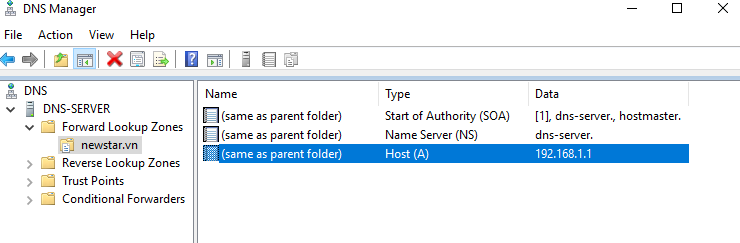 DNS Manager
File Action View Help
DNS
DNS-SERVER
Forward Lookup Zones
newstar.vn
Reverse Lookup Zones
Trust Points
Conditional Forwarders
Name Type Data
(same as parent folder) Start of Authority (SOA) [1], dns-server., hostmaster.
(same as parent folder) Name Server (NS) dns-server.
(same as parent folder) Host (A) 192.168.1.1